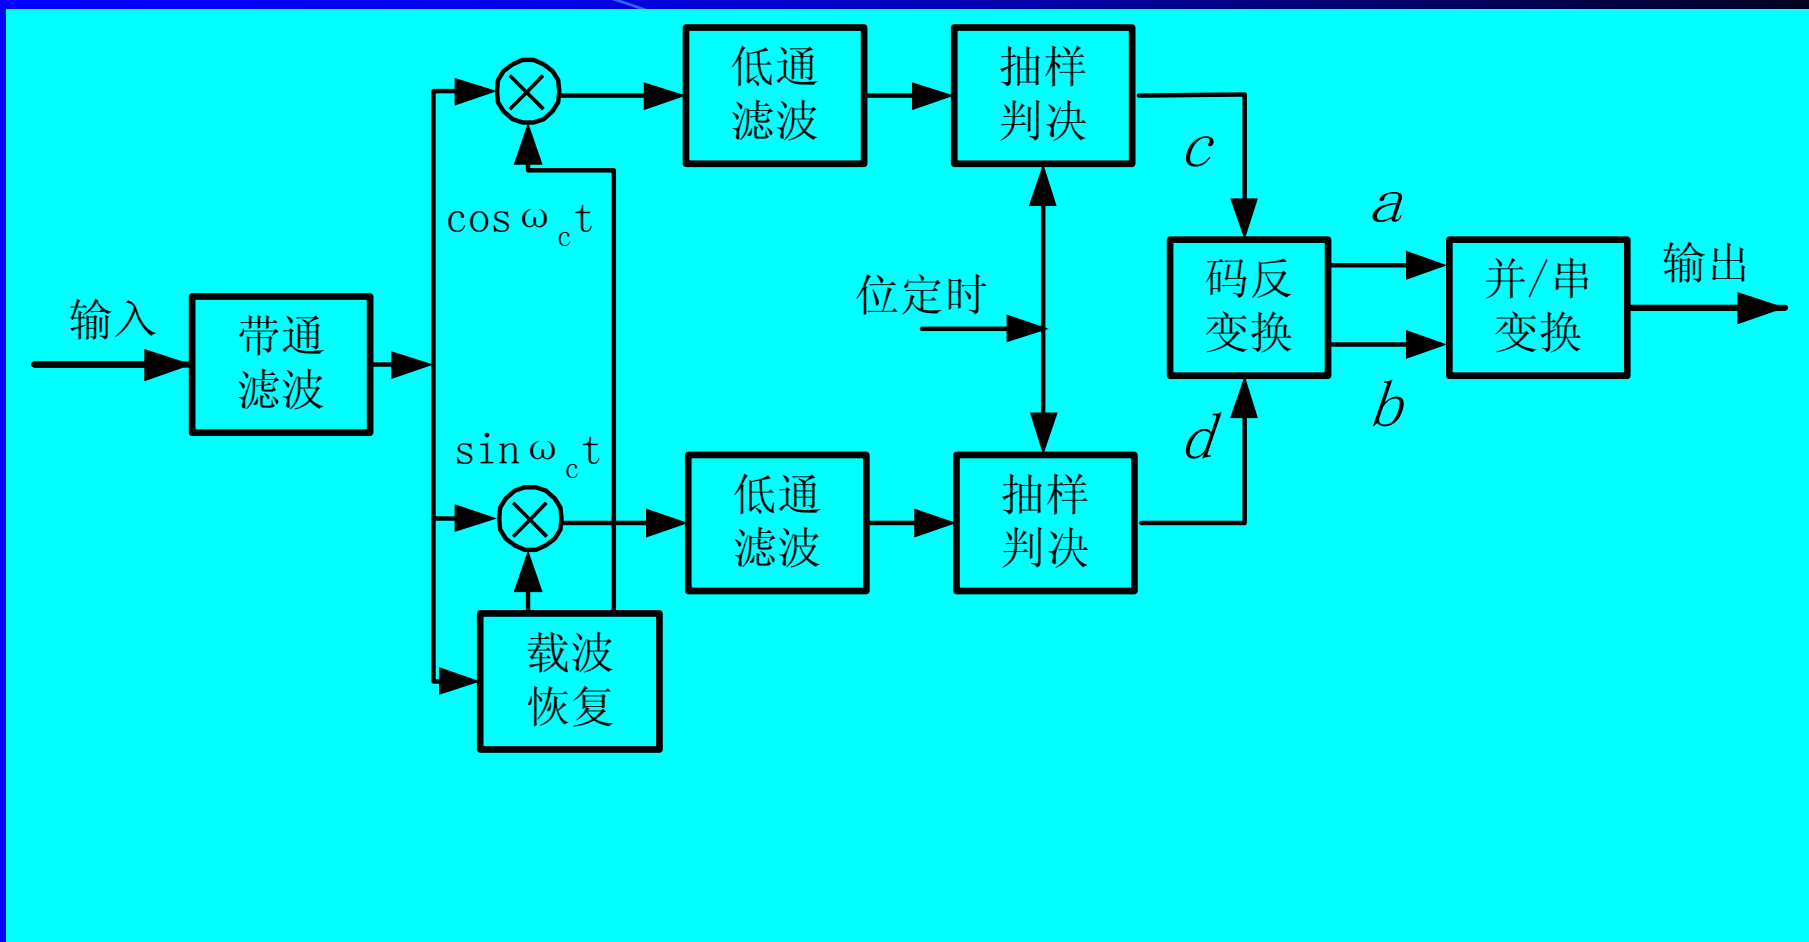 低通
滤波
抽样
判决
c
cosω_ct
a
输入
带通
滤波
位定时
码反
变换
并/串
变换
输出
b
sinω_ct
低通
滤波
抽样
判决
d
载波
恢复